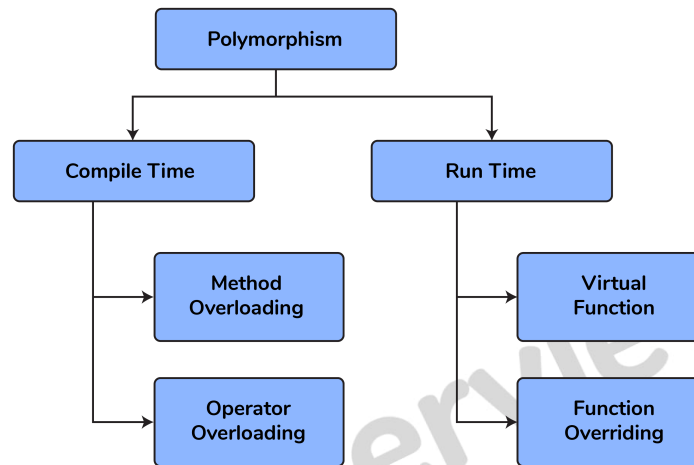 Polymorphism
Compile Time
Run Time
Method
Overloading
Virtual
Function
Operator
Overloading
Function
Overriding